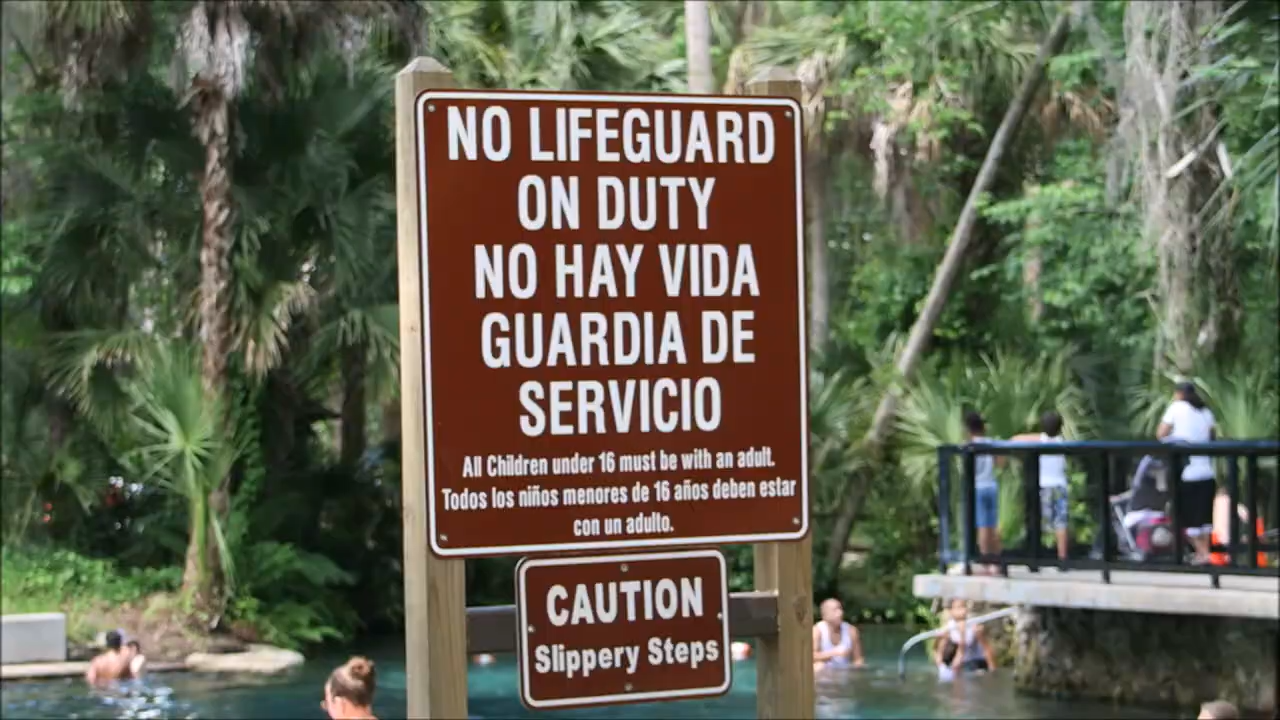 NO LIFEGUARD
ON DUTY
NO HAY VIDA
GUARDIA DE
SERVICIO
All Children under 16 must be with an adult.
Todos los niños menores de 16 años deben estar
con un adulto.
CAUTION
Slippery Steps